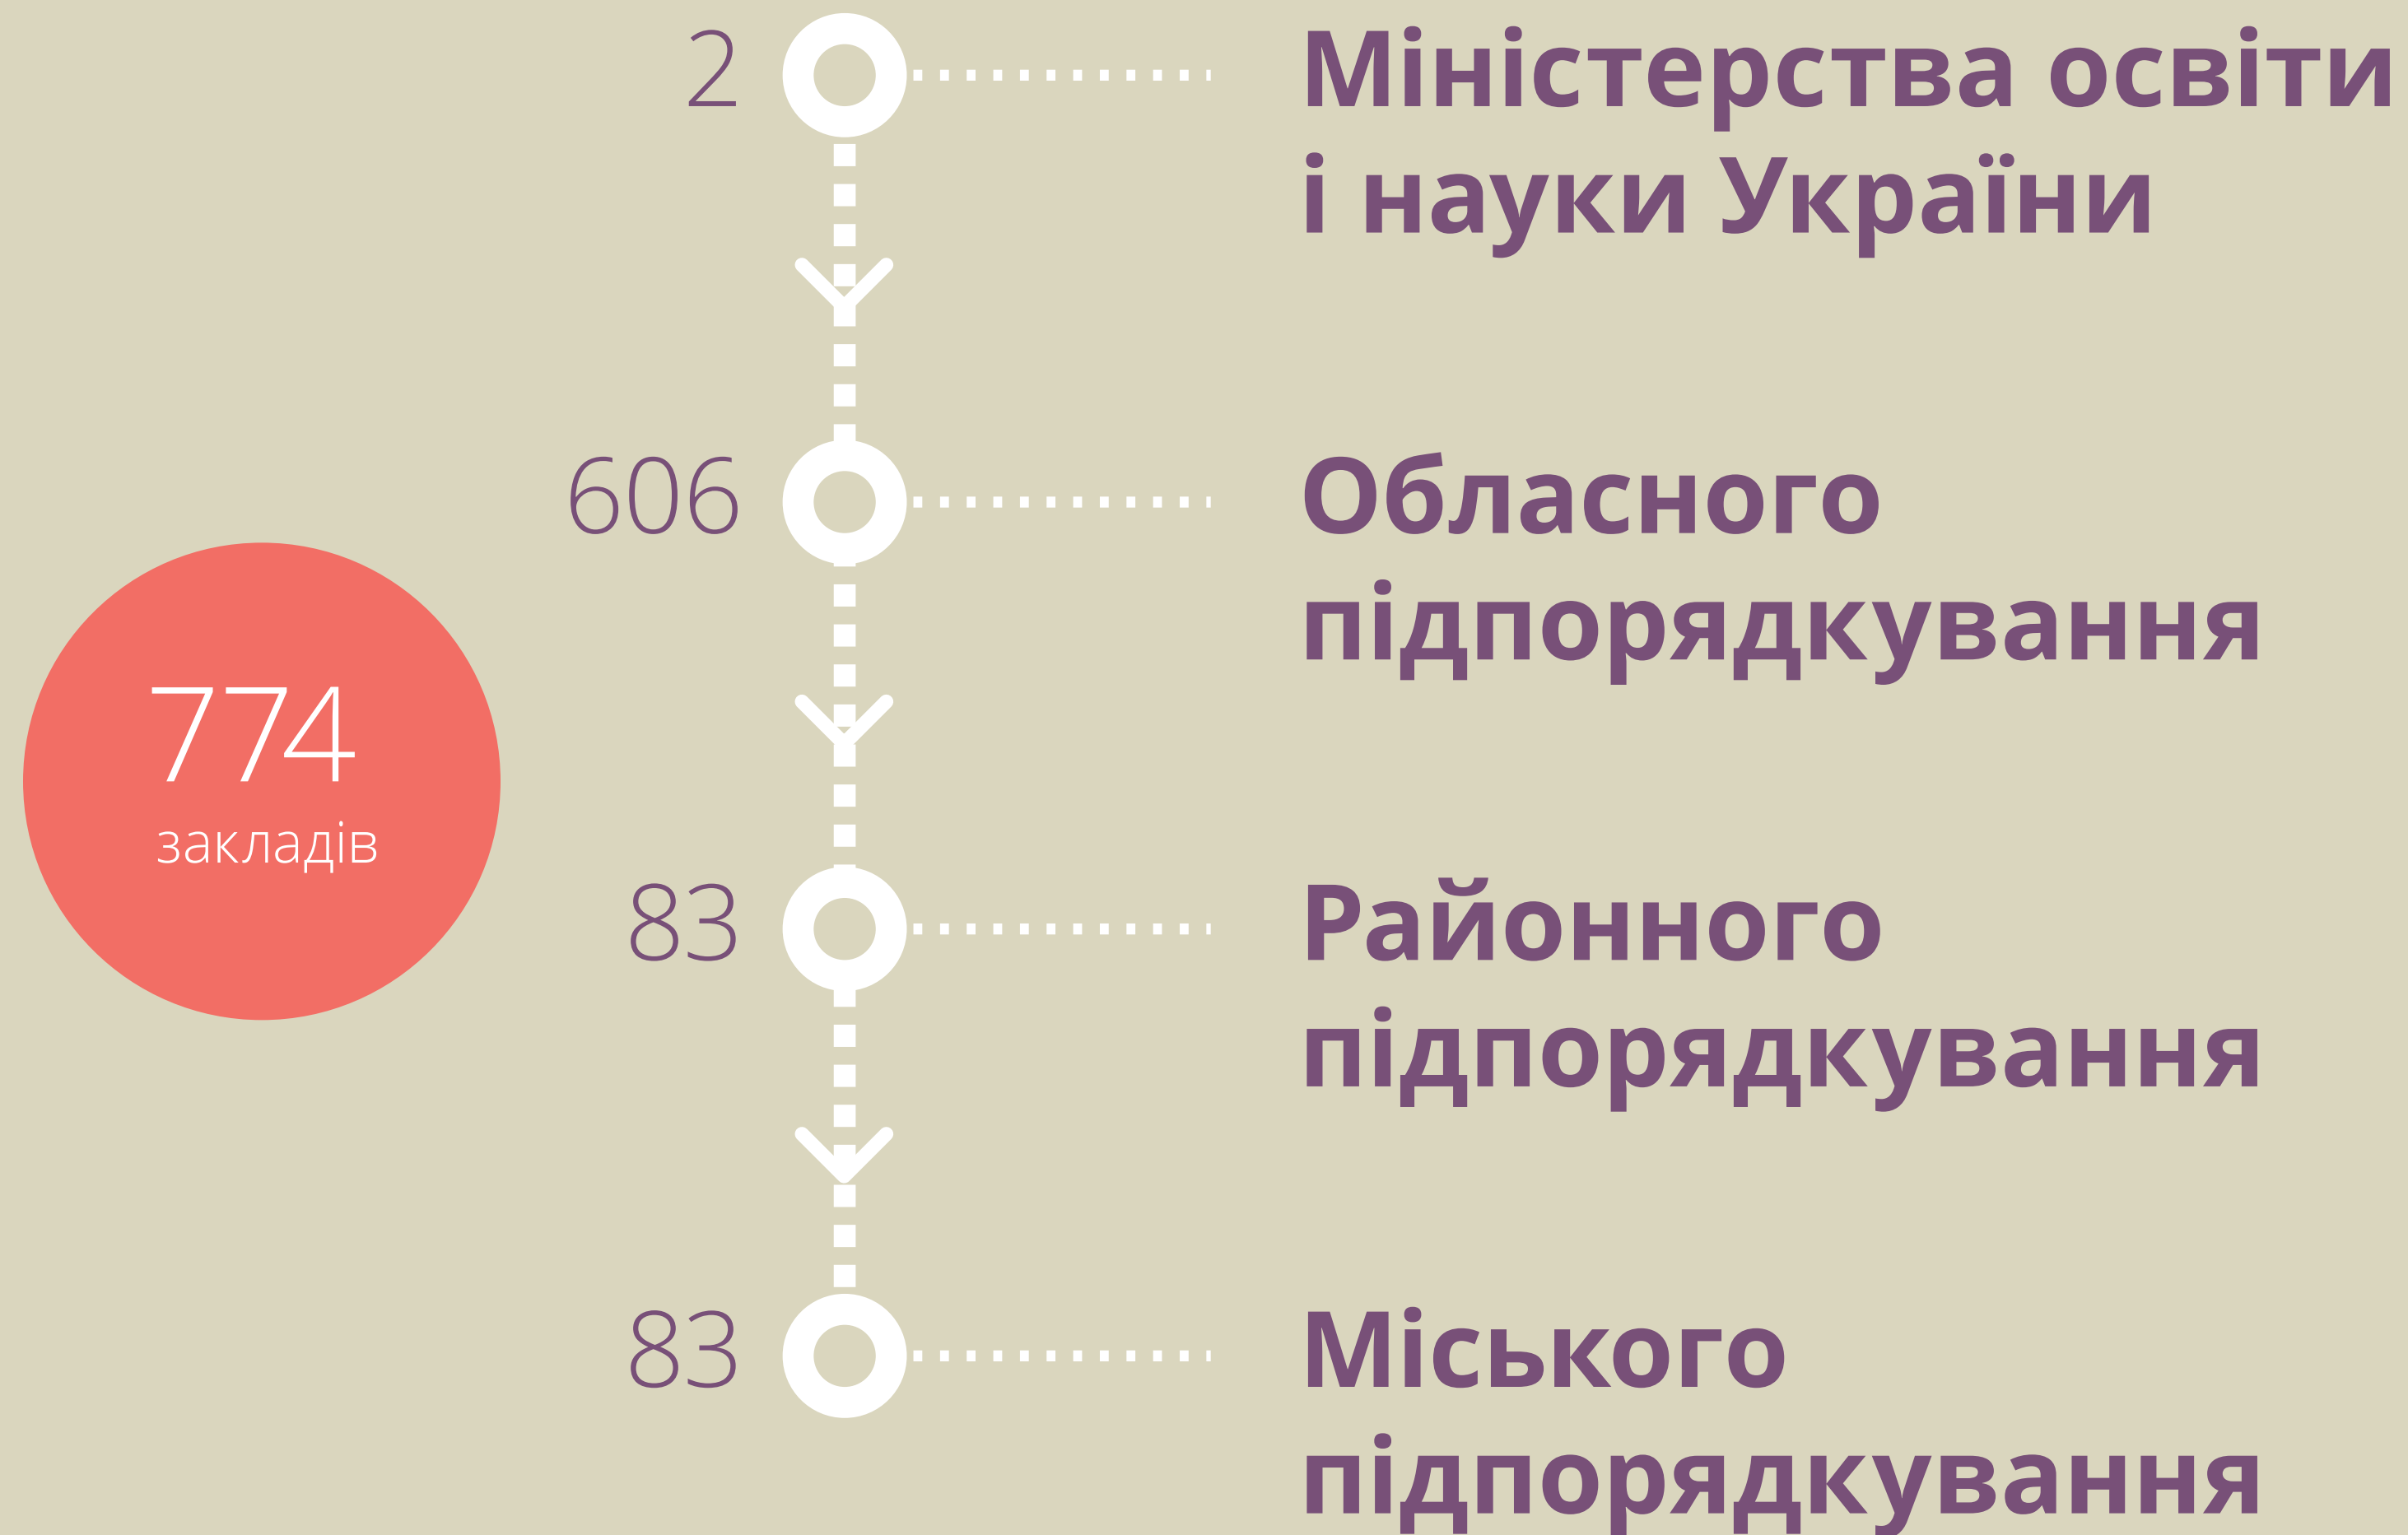 2
Міністерства освіти
і науки України
606
Обласного
підпорядкування
774
закладів
83
Районного
підпорядкування
83
Міського
підпорядкування